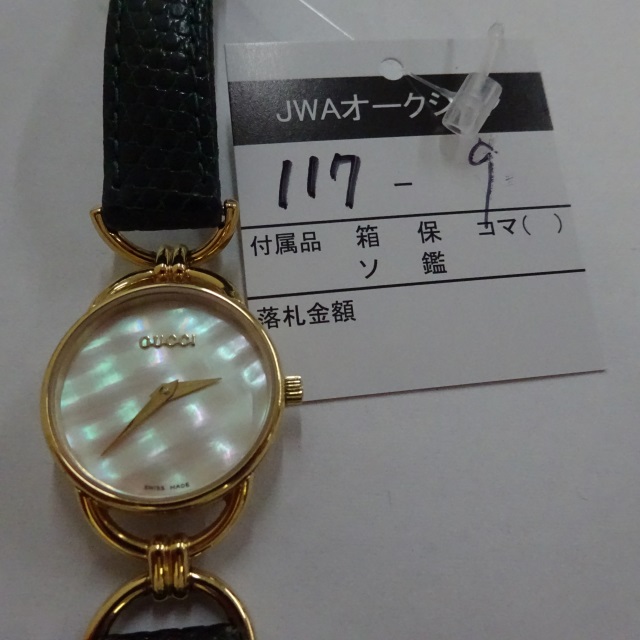 JWAオークシ
117 - 9
付属品 箱 保 コマ( )
ソ 鑑
落札金額
GUCCI
SWISS MADE